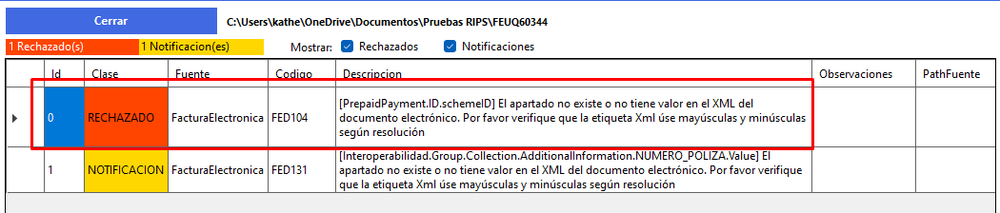 Cerrar
C:\Users\kathe\OneDrive\Documentos\Pruebas RIPS\FEUQ60344
1 Rechazado(s) 1 Notificacion(es) Mostrar: Rechazados Notificaciones
Id Clase Fuente Codigo Descripcion Observaciones PathFuente
0 RECHAZADO FacturaElectronica FED104 [PrepaidPayment.ID.schemeID] El apartado no existe o no tiene valor en el XML del
documento electrónico. Por favor verifique que la etiqueta Xml úse mayúsculas y minúsculas
según resolución
1 NOTIFICACION FacturaElectronica FED131 [Interoperabilidad.Group.Collection.AdditionalInformation.NUMERO_POLIZA.Value] El
apartado no existe o no tiene valor en el XML del documento electrónico. Por favor verifique
que la etiqueta Xml úse mayúsculas y minúsculas según resolución